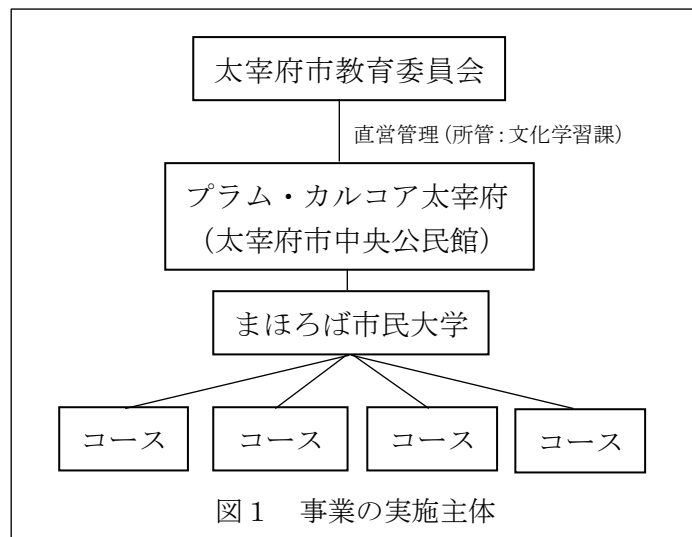 太宰府市教育委員会
直営管理(所管:文化学習課)
プラム・カルコア太宰府
(太宰府市中央公民館)
まほろば市民大学
コース
コース
コース
コース
図1 事業の実施主体